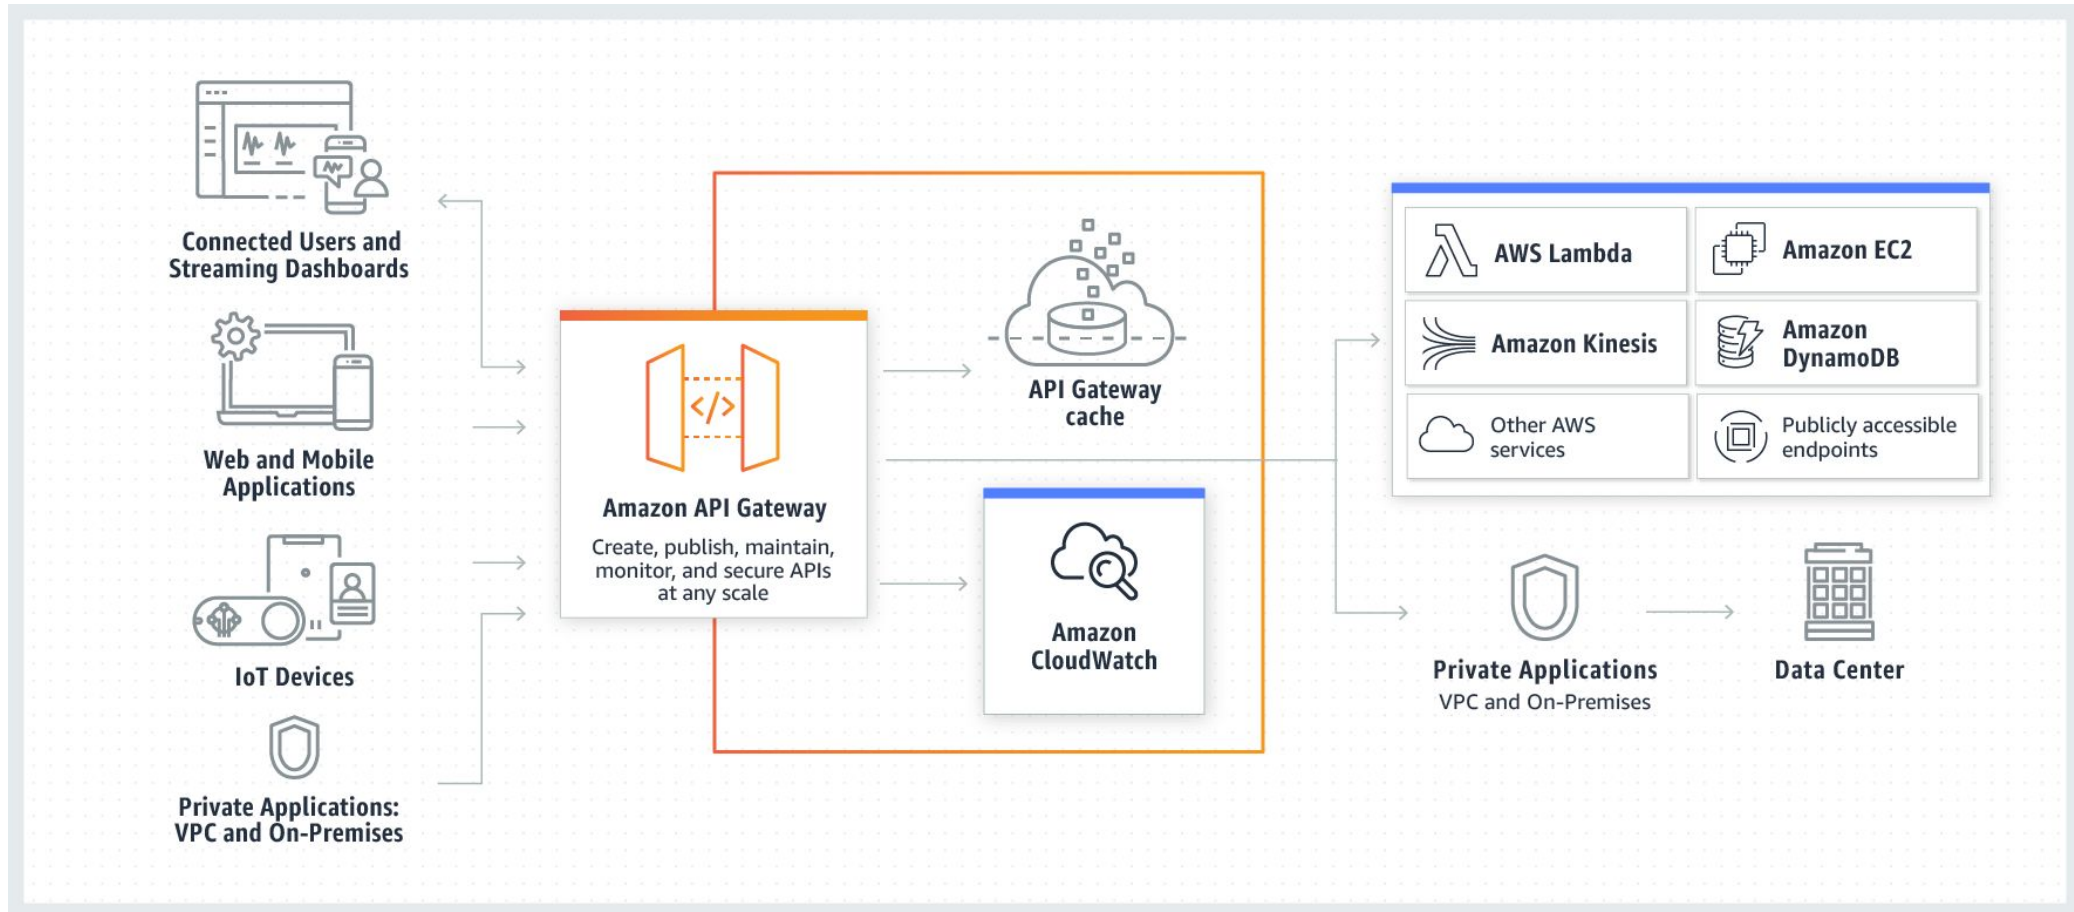 Connected Users and
Streaming Dashboards
Web and Mobile
Applications
IoT Devices
Private Applications:
VPC and On-Premises
</>
Amazon API Gateway
Create, publish, maintain,
monitor, and secure APIs
at any scale
API Gateway
cache
Amazon
CloudWatch
AWS Lambda
Amazon EC2
Amazon Kinesis
Amazon
DynamoDB
Other AWS
services
Publicly accessible
endpoints
Private Applications
VPC and On-Premises
Data Center